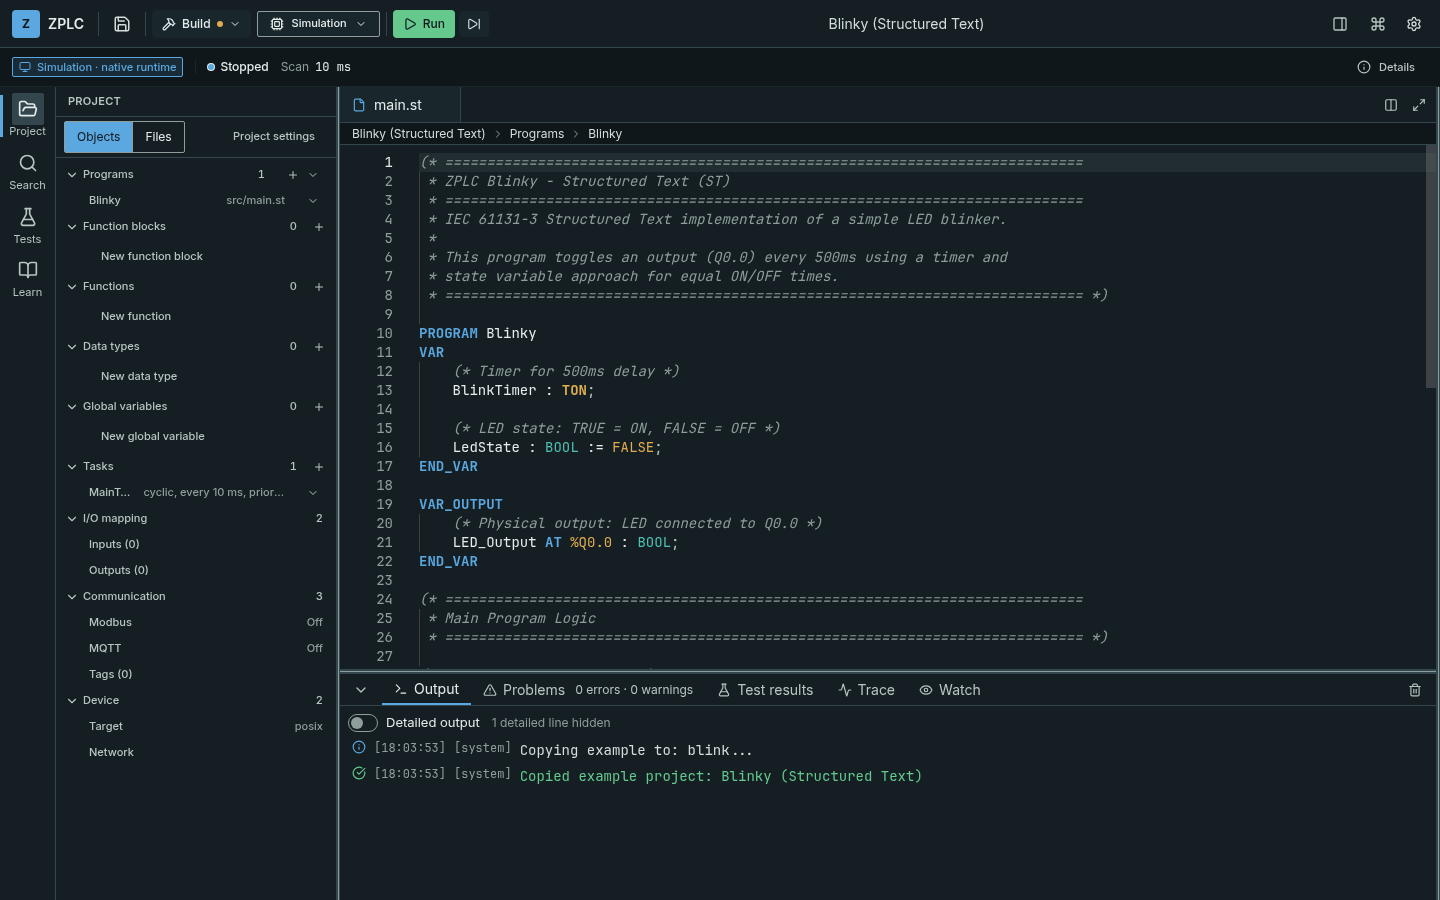 Z ZPLC Build Simulation Run Blinky (Structured Text)
Simulation · native runtime Stopped Scan 10 ms Details
Project
Search
Tests
Learn
PROJECT
Objects Files Project settings
Programs 1
Blinky src/main.st
Function blocks 0
New function block
Functions 0
New function
Data types 0
New data type
Global variables 0
New global variable
Tasks 1
MainT... cyclic, every 10 ms, prior...
I/O mapping 2
Inputs (0)
Outputs (0)
Communication 3
Modbus Off
MQTT Off
Tags (0)
Device 2
Target posix
Network
main.st
Blinky (Structured Text) > Programs > Blinky
1 (* ============================================================================
2 * ZPLC Blinky - Structured Text (ST)
3 * ============================================================================
4 * IEC 61131-3 Structured Text implementation of a simple LED blinker.
5 *
6 * This program toggles an output (Q0.0) every 500ms using a timer and
7 * state variable approach for equal ON/OFF times.
8 * ============================================================================ *)
9
10 PROGRAM Blinky
11 VAR
12 (* Timer for 500ms delay *)
13 BlinkTimer : TON;
14
15 (* LED state: TRUE = ON, FALSE = OFF *)
16 LedState : BOOL := FALSE;
17 END_VAR
18
19 VAR_OUTPUT
20 (* Physical output: LED connected to Q0.0 *)
21 LED_Output AT %Q0.0 : BOOL;
22 END_VAR
23
24 (* ============================================================================
25 * Main Program Logic
26 * ============================================================================ *)
27
Output Problems 0 errors · 0 warnings Test results Trace Watch
Detailed output 1 detailed line hidden
[18:03:53] [system] Copying example to: blink...
[18:03:53] [system] Copied example project: Blinky (Structured Text)